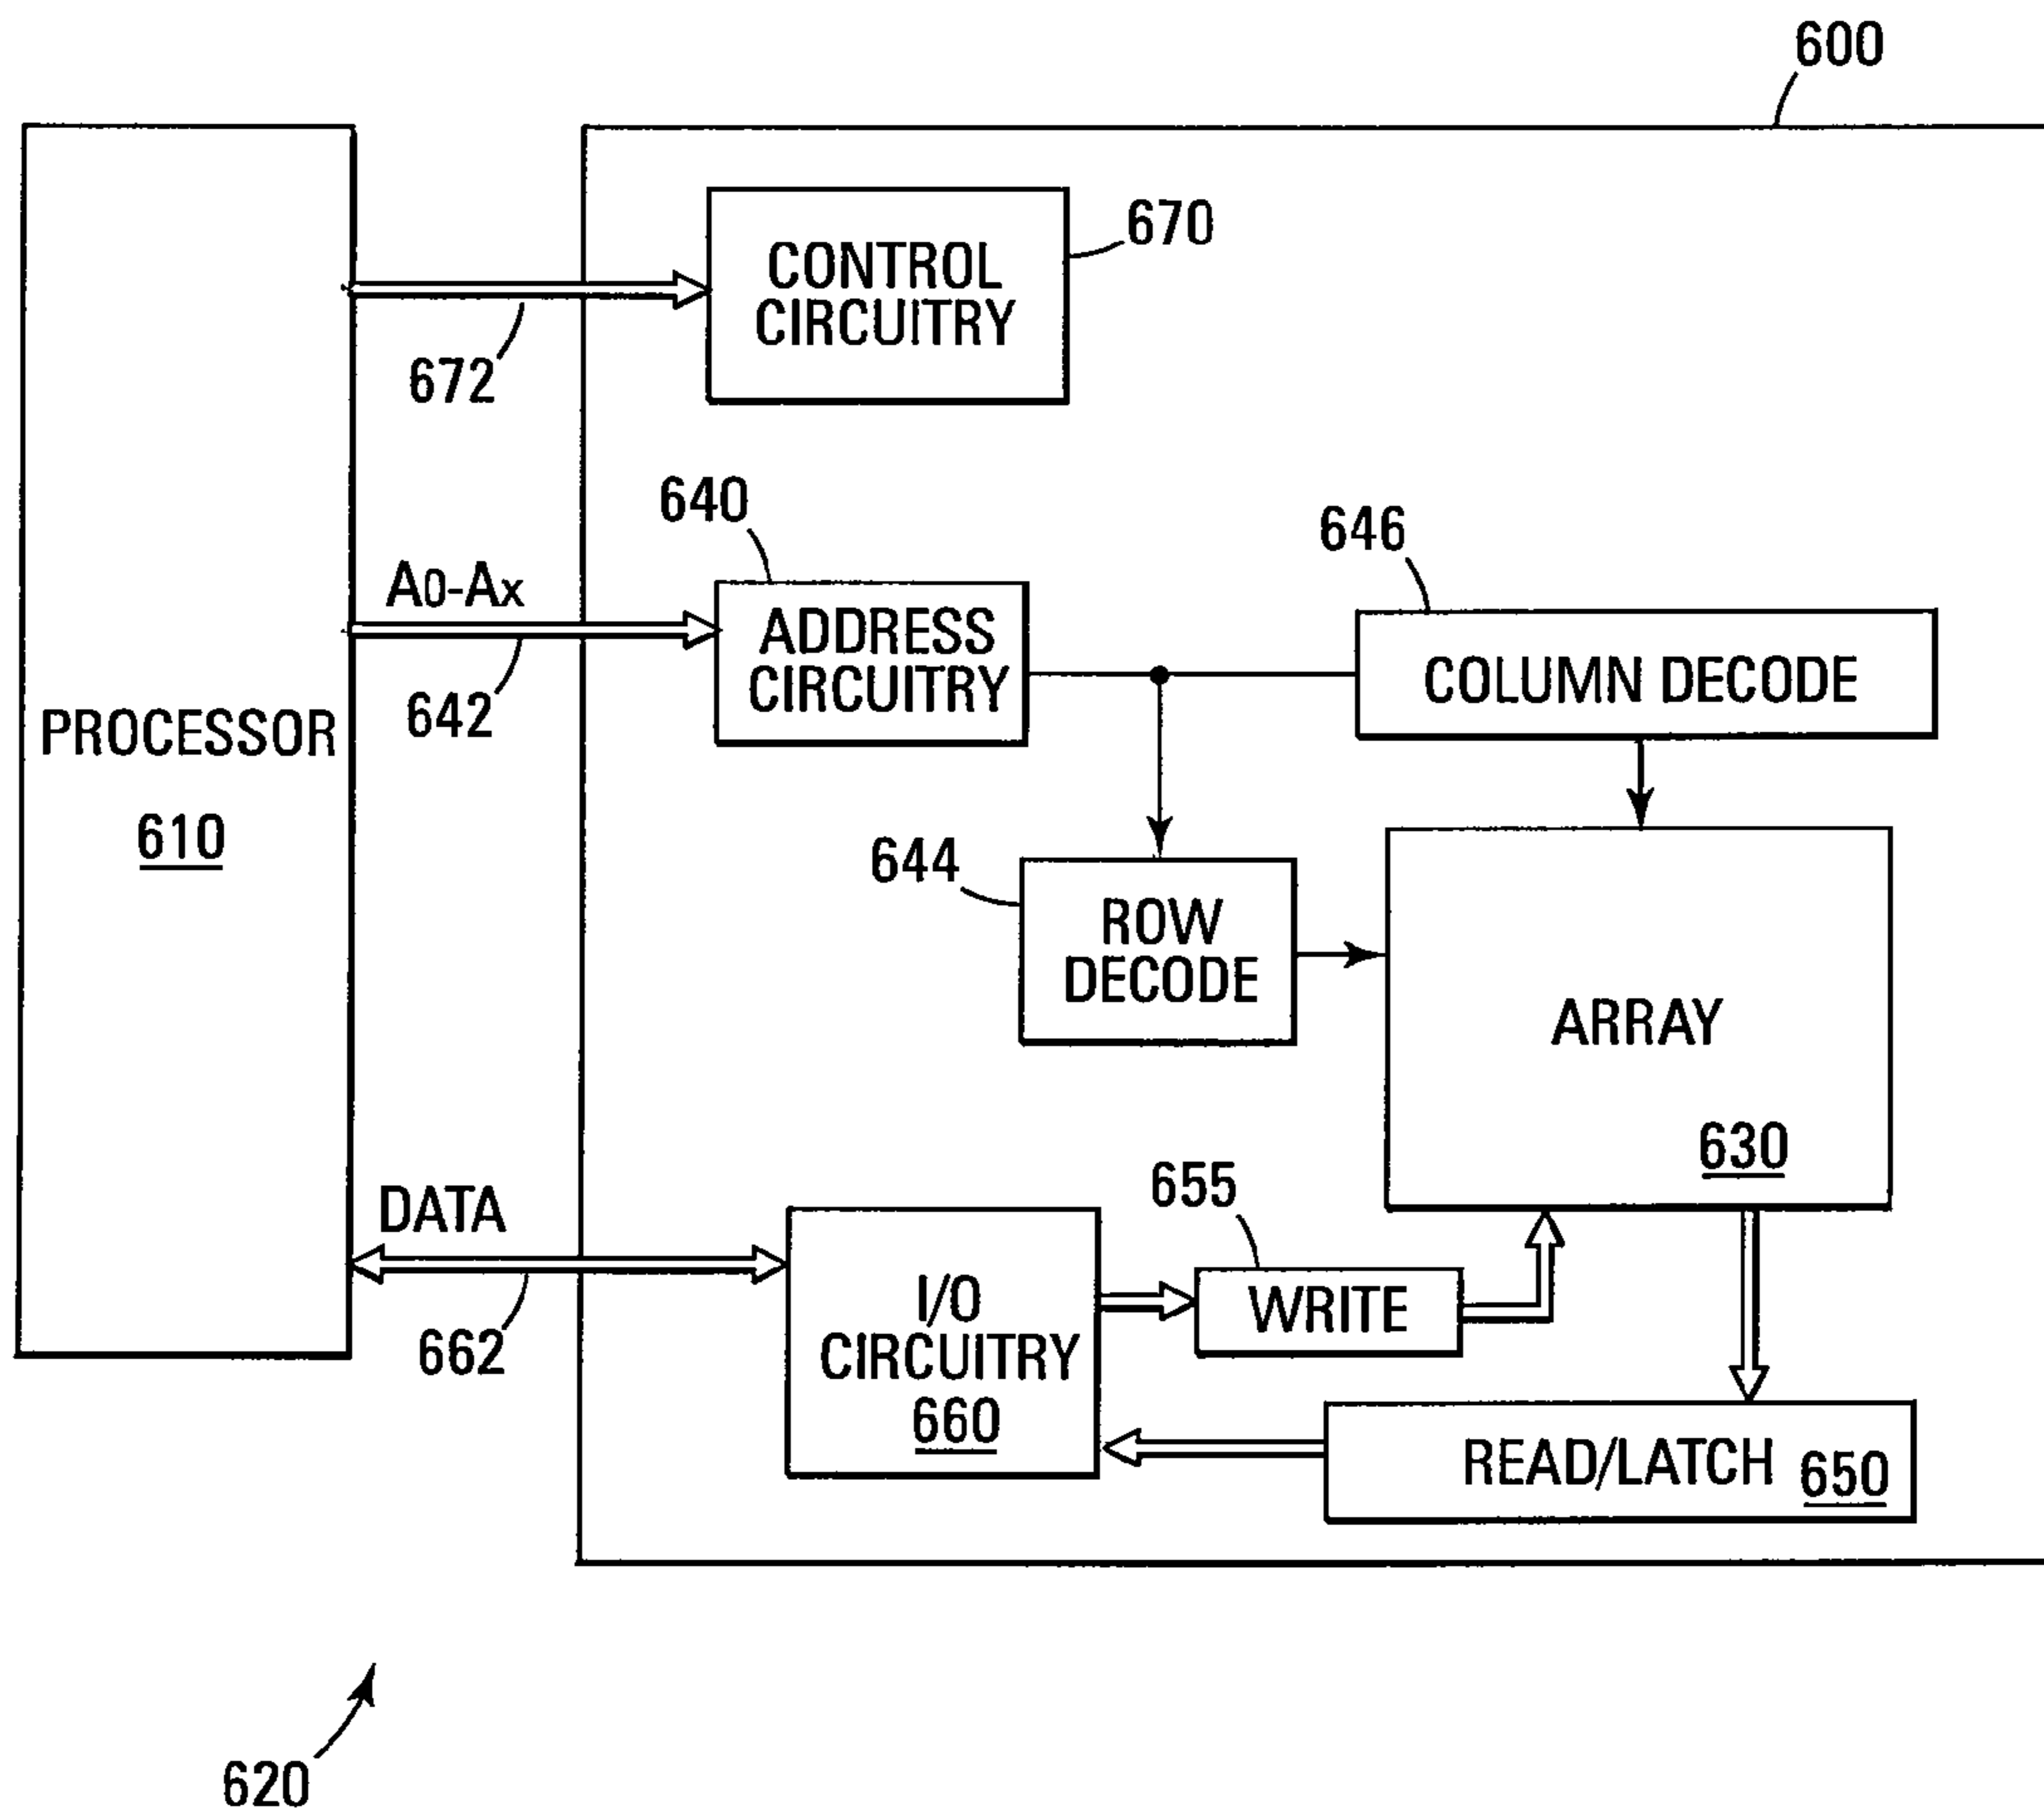 600
670
CONTROL
CIRCUITRY
672
640
646
A0-Ax
ADDRESS
CIRCUITRY
COLUMN DECODE
642
PROCESSOR
610
644
ROW
DECODE
ARRAY
630
655
DATA
I/O
CIRCUITRY
660
WRITE
662
READ/LATCH 650
620